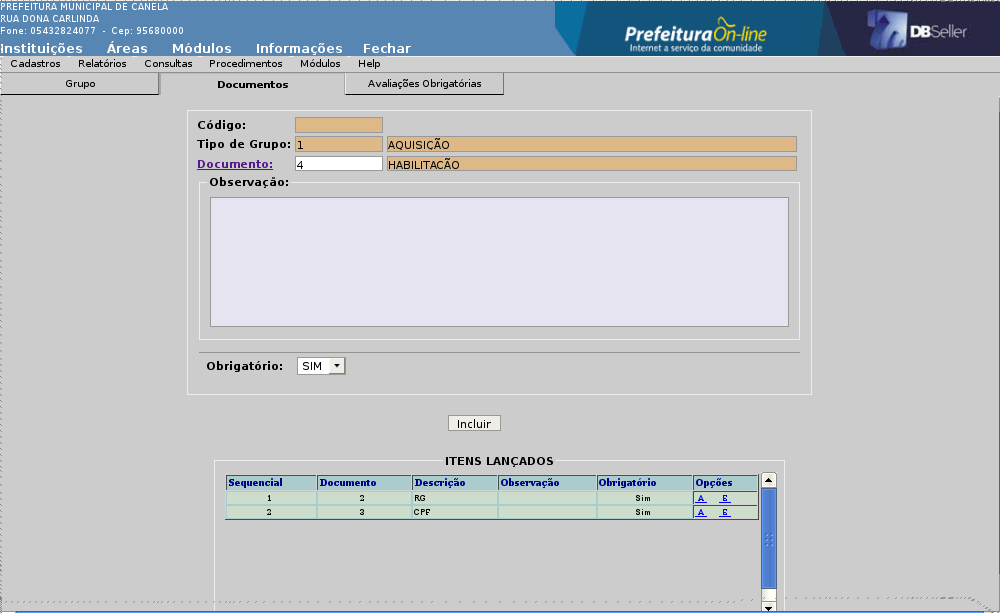 PREFEITURA MUNICIPAL DE CANELA
RUA DONA CARLINDA
Fone: 05432824077 - Cep: 95680000
PrefeituraOn-line
Internet a serviço da comunidade
DBSeller
Instituições Áreas Módulos Informações Fechar
Cadastros Relatórios Consultas Procedimentos Módulos Help
Grupo Documentos Avaliações Obrigatórias
Código:
Tipo de Grupo: 1 AQUISIÇÃO
Documento: 4 HABILITACÃO
Observação:
Obrigatório: SIM
Incluir
ITENS LANÇADOS
Sequencial Documento Descrição Observação Obrigatório Opções
1 2 RG Sim A E
2 3 CPF Sim A E